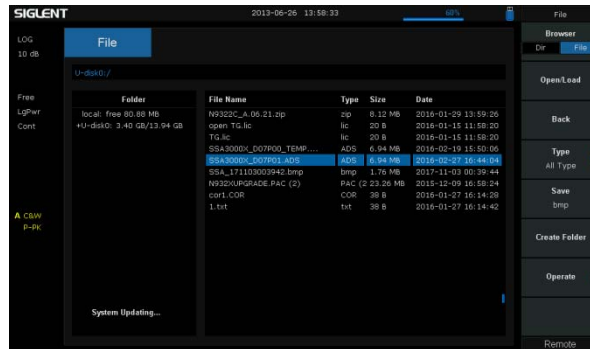 SIGLENT 2013-06-26 13:58:33 60% File
LOG
10 dB
Free
LgPwr
Cont
A C&W
P-PK
File
U-disk0:/
Folder
local: free 80.88 MB
+U-disk0: 3.40 GB/13.94 GB
System Updating...
File Name Type Size Date
N9322C_A.06.21.zip zip 8.12 MB 2016-01-29 13:59:26
open TG.lic lic 20 B 2016-01-15 11:58:20
TG.lic lic 20 B 2016-01-15 11:58:20
SSA3000X_D07P00_TEMP.... ADS 6.94 MB 2016-02-19 15:50:06
SSA3000X_D07P01.ADS ADS 6.94 MB 2016-02-27 16:44:04
SSA_171103003942.bmp bmp 1.76 MB 2017-11-03 00:39:44
N932XUPGRADE.PAC (2) PAC (2 23.26 MB 2015-12-09 16:58:24
cor1.COR COR 38 B 2016-01-27 16:14:28
1.txt txt 38 B 2016-01-27 16:14:42
Browser
Dir File
Open/Load
Back
Type
All Type
Save
bmp
Create Folder
Operate
Remote